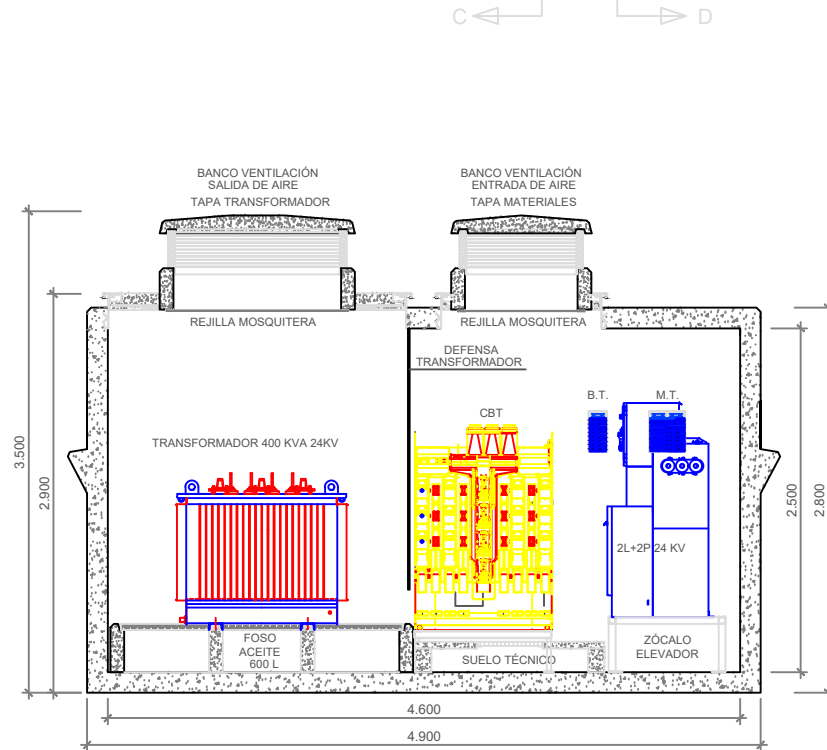 C D
BANCO VENTILACIÓN
SALIDA DE AIRE
TAPA TRANSFORMADOR
BANCO VENTILACIÓN
ENTRADA DE AIRE
TAPA MATERIALES
REJILLA MOSQUITERA
REJILLA MOSQUITERA
DEFENSA
TRANSFORMADOR
B.T.
M.T.
CBT
TRANSFORMADOR 400 KVA 24KV
3.500
2.900
2.500
2.800
2L+2P 24 KV
FOSO
ACEITE
600 L
SUELO TÉCNICO
ZÓCALO
ELEVADOR
4.600
4.900